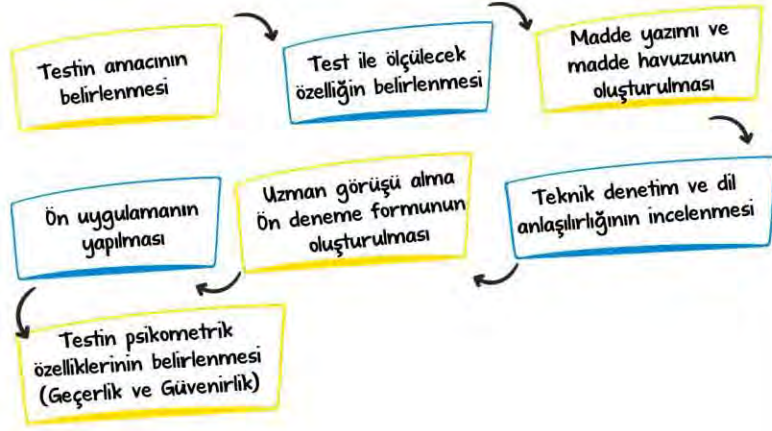 Testin amacının
belirlenmesi
Test ile ölçülecek
özelliğin belirlenmesi
Madde yazımı ve
madde havuzunun
oluşturulması
Teknik denetim ve dil
anlaşılırlığının incelenmesi
Uzman görüşü alma
Ön deneme formunun
oluşturulması
Ön uygulamanın
yapılması
Testin psikometrik
özelliklerinin belirlenmesi
(Geçerlik ve Güvenirlik)